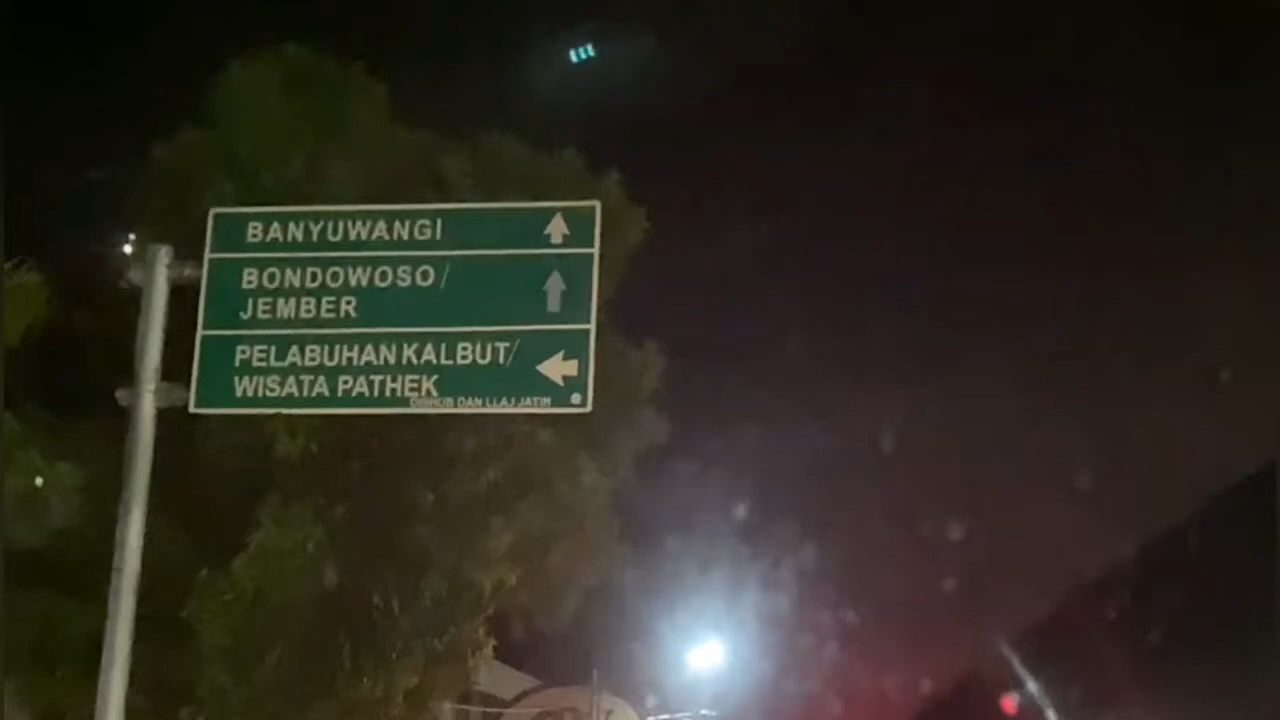 BANYUWANGI
BONDOWOSO/
JEMBER
PELABUHAN KALBUT/
WISATA PATHEK
DISHUB DAN LLAJ JATIM